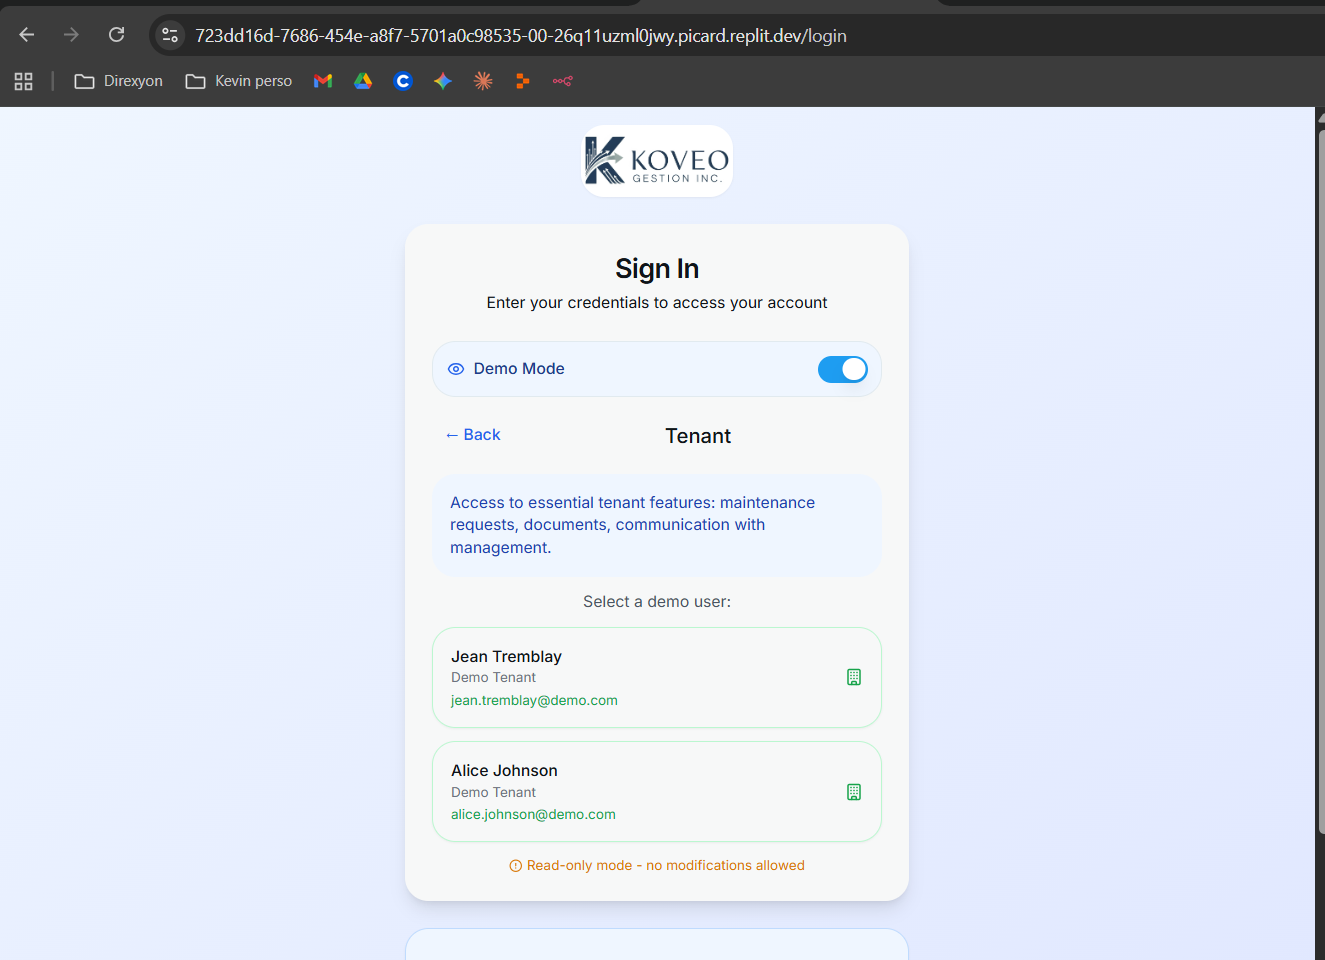 723dd16d-7686-454e-a8f7-5701a0c98535-00-26q11uzml0jwy.picard.replit.dev/login
Direxyon
Kevin perso
KOVEO
GESTION INC.
Sign In
Enter your credentials to access your account
Demo Mode
← Back
Tenant
Access to essential tenant features: maintenance
requests, documents, communication with
management.
Select a demo user:
Jean Tremblay
Demo Tenant
jean.tremblay@demo.com
Alice Johnson
Demo Tenant
alice.johnson@demo.com
Read-only mode - no modifications allowed